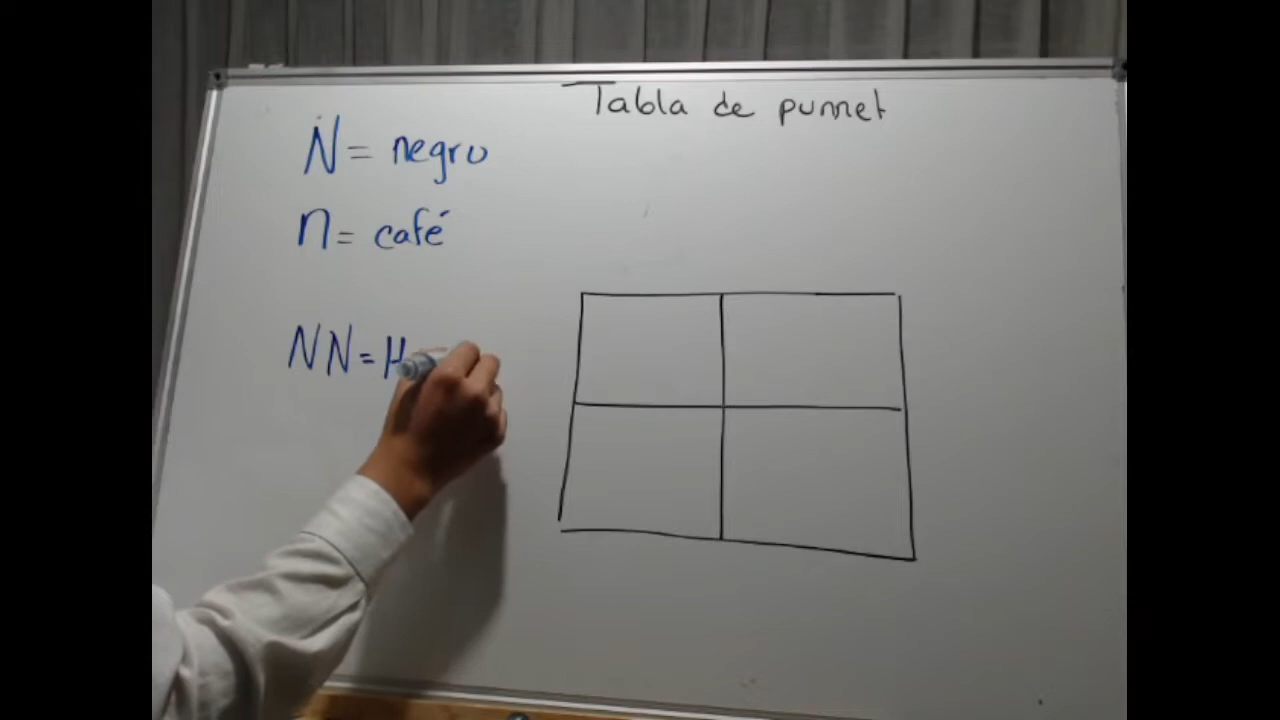 Tabla de punnet
N = negro
n = café
NN = H